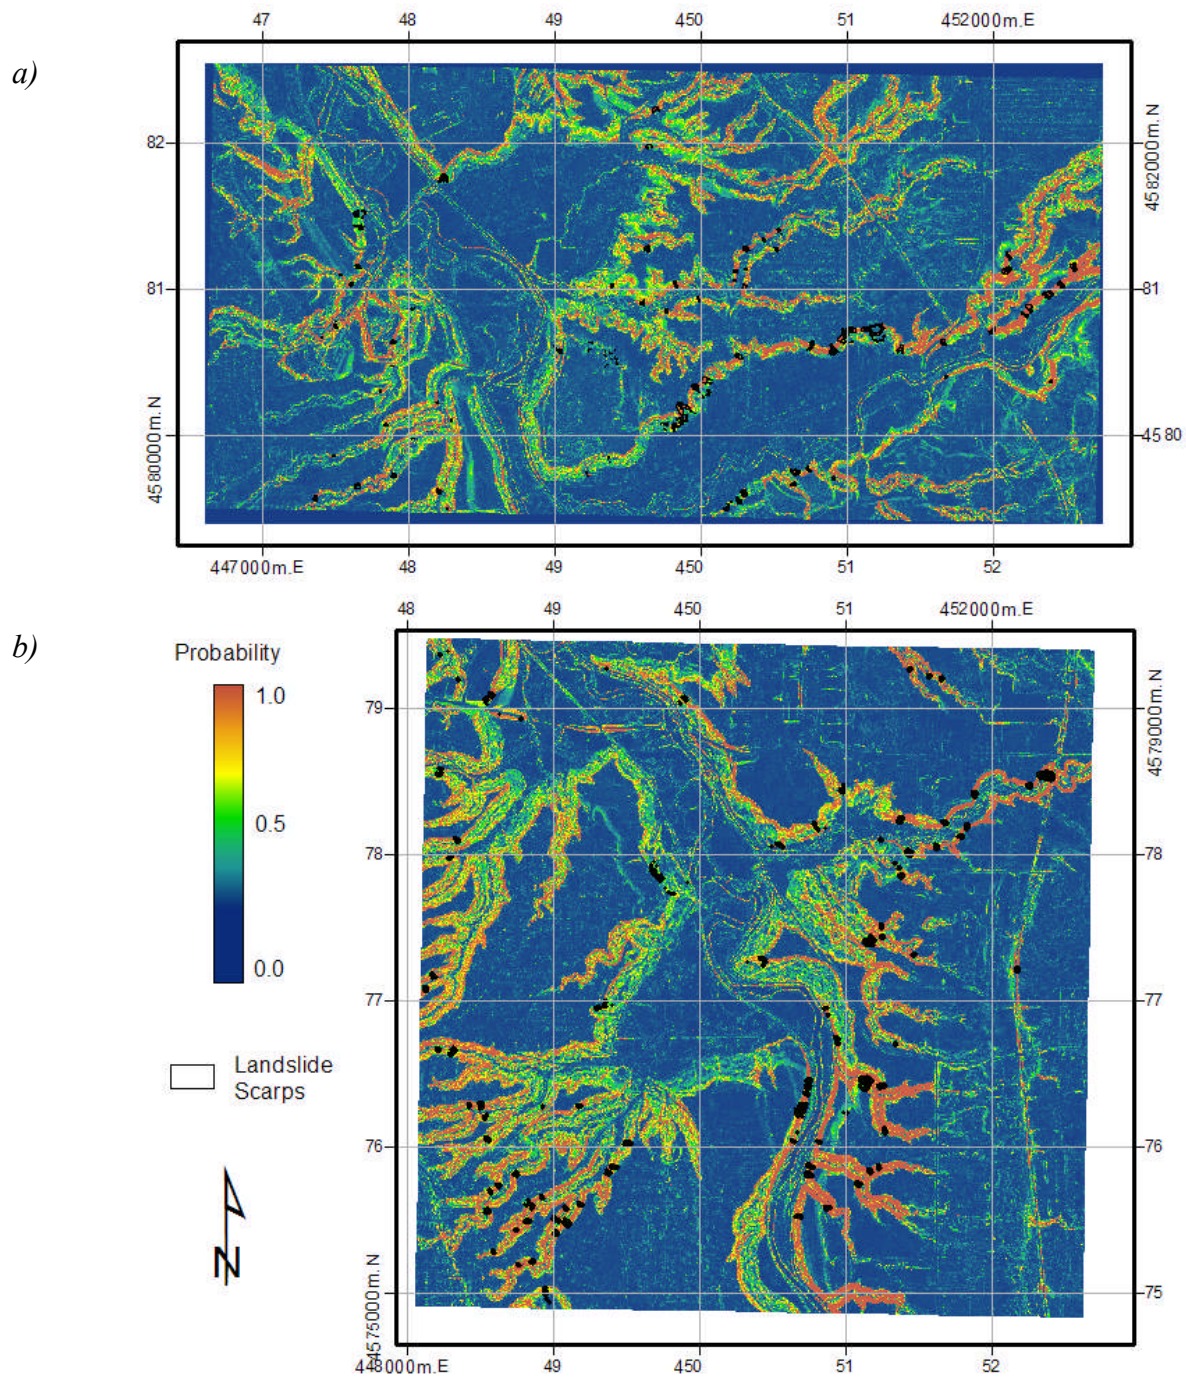 47 48 49 450 51 452000m.E
a)
82
4582000m.N
81
81
4580000m.N
4580
447000m.E 48 49 450 51 52
48 49 450 51 452000m.E
b)
Probability
1.0
0.5
0.0
79
4579000m.N
78
78
77
77
Landslide
Scarps
76
76
N
4575000m.N
75
448000m.E 49 450 51 52